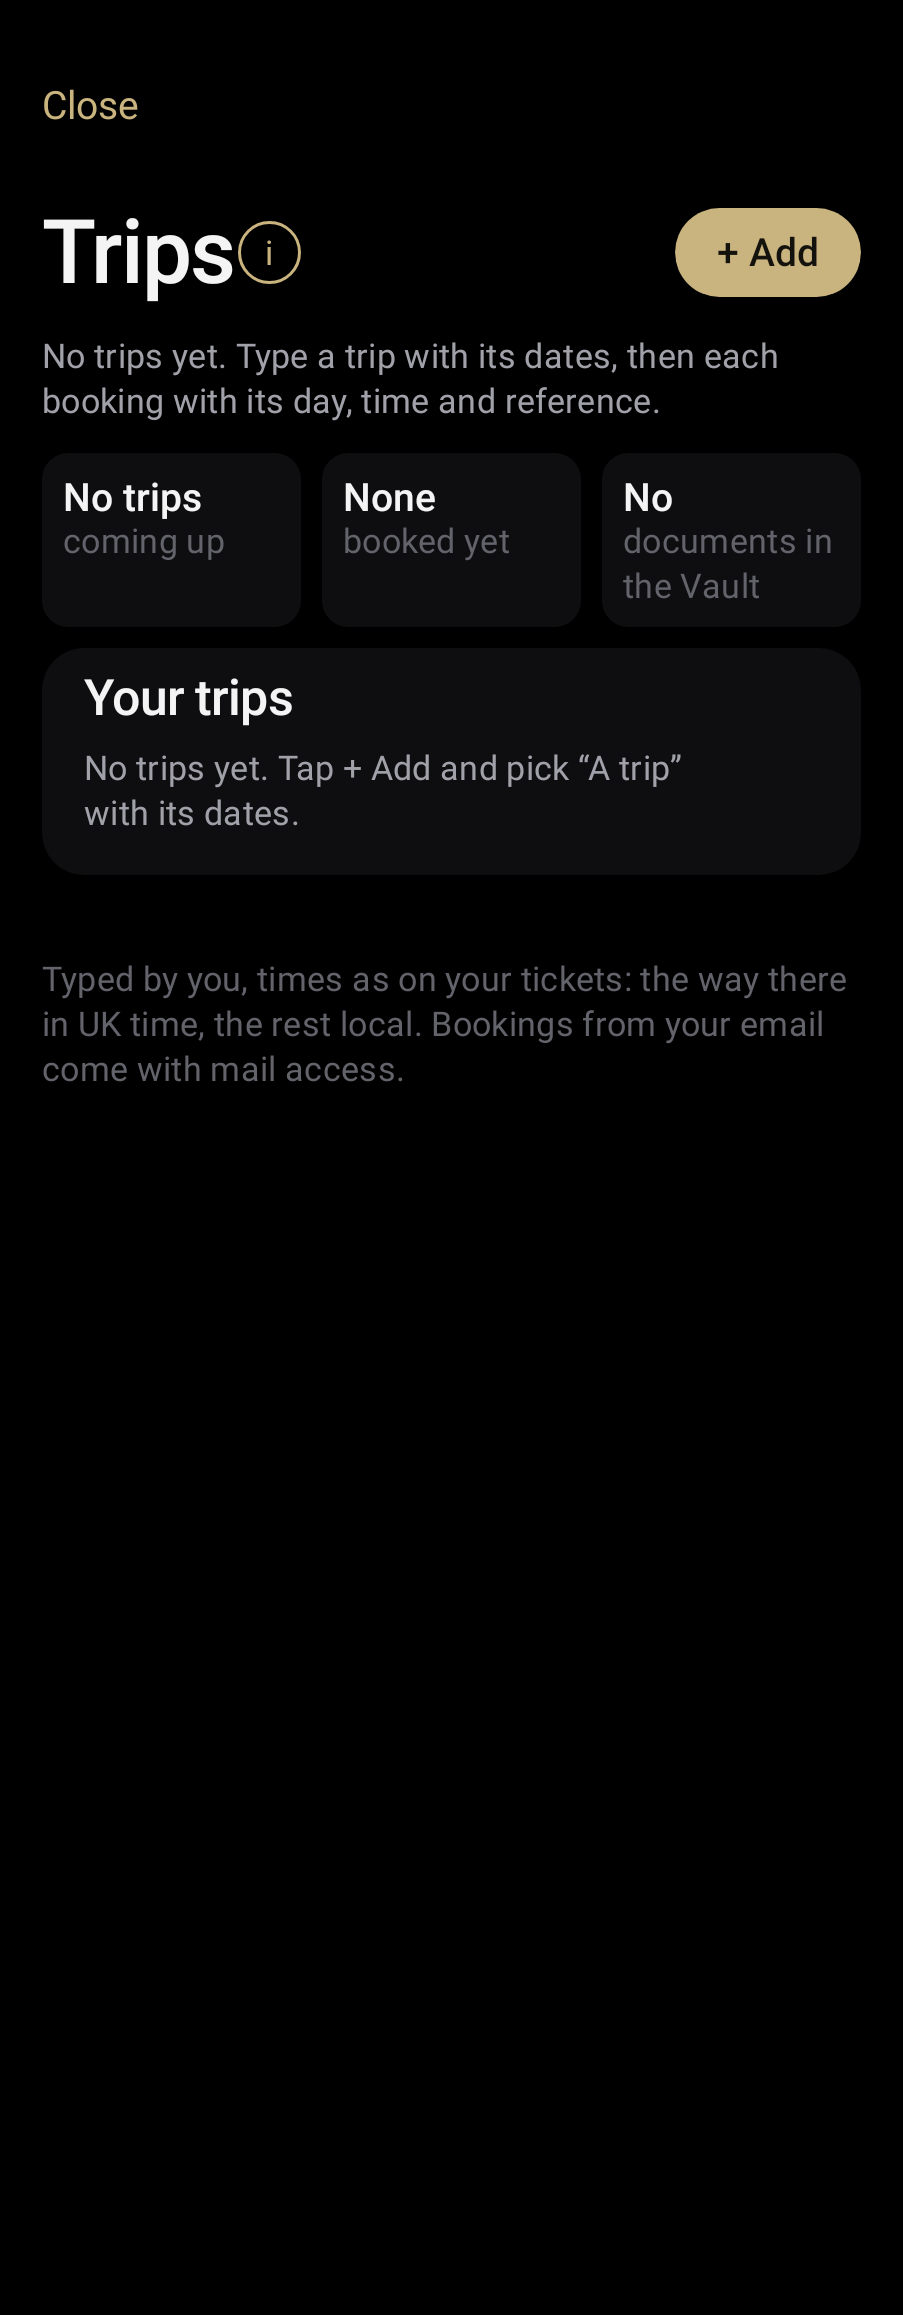 Close
Trips i
+ Add
No trips yet. Type a trip with its dates, then each
booking with its day, time and reference.
No trips
coming up
None
booked yet
No
documents in
the Vault
Your trips
No trips yet. Tap + Add and pick “A trip”
with its dates.
Typed by you, times as on your tickets: the way there
in UK time, the rest local. Bookings from your email
come with mail access.